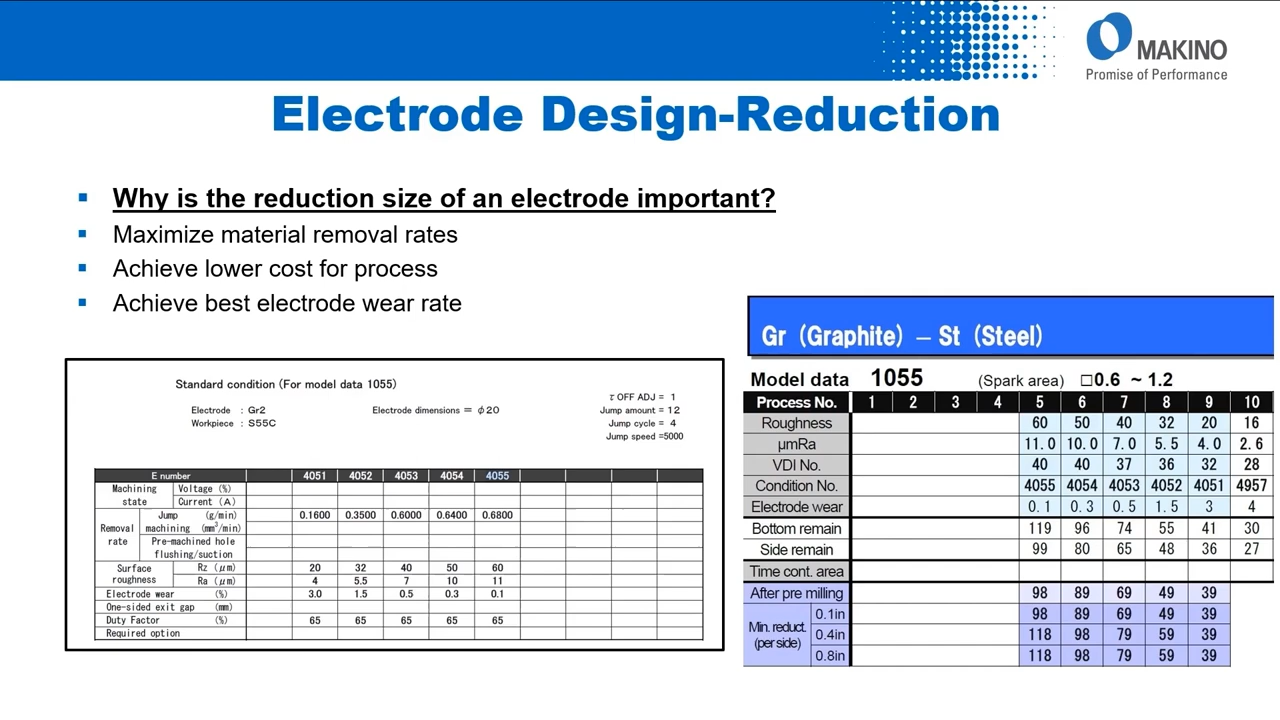 MAKINO
Promise of Performance
Electrode Design-Reduction
Why is the reduction size of an electrode important?
Maximize material removal rates
Achieve lower cost for process
Achieve best electrode wear rate
Standard condition (For model data 1055)
Electrode : Gr2
Workpiece : S55C
Electrode dimensions = φ20
τ OFF ADJ = 1
Jump amount = 12
Jump cycle = 4
Jump speed =5000
E number 4051 4052 4053 4054 4055
Machining state Voltage (%)
Current (A)
Removal rate Jump machining (g/min) (mm³/min) 0.1600 0.3500 0.6000 0.6400 0.6800
Pre-machined hole flushing/suction
Surface roughness Rz (μm) 20 32 40 50 60
Ra (μm) 4 5.5 7 10 11
Electrode wear (%) 3.0 1.5 0.5 0.3 0.1
One-sided exit gap (mm)
Duty Factor (%) 65 65 65 65 65
Required option
Gr (Graphite) – St (Steel)
Model data 1055 (Spark area) □0.6 ~ 1.2
Process No. 1 2 3 4 5 6 7 8 9 10
Roughness 60 50 40 32 20 16
μmRa 11.0 10.0 7.0 5.5 4.0 2.6
VDI No. 40 40 37 36 32 28
Condition No. 4055 4054 4053 4052 4051 4957
Electrode wear 0.1 0.3 0.5 1.5 3 4
Bottom remain 119 96 74 55 41 30
Side remain 99 80 65 48 36 27
Time cont. area
After pre milling 98 89 69 49 39
Min. reduct. (per side) 0.1in 98 89 69 49 39
0.4in 118 98 79 59 39
0.8in 118 98 79 59 39